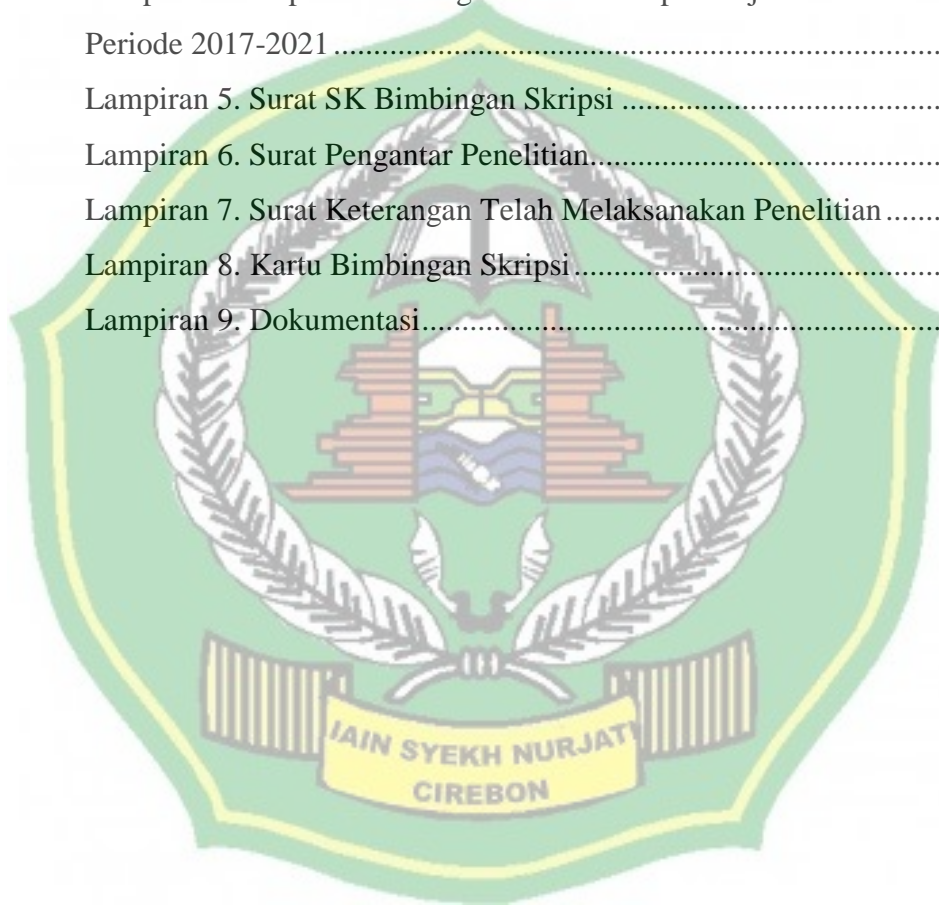 Periode 2017-2021 ........................................................................
Lampiran 5. Surat SK Bimbingan Skripsi ......................................
Lampiran 6. Surat Pengantar Penelitian..........................................
Lampiran 7. Surat Keterangan Telah Melaksanakan Penelitian .......
Lampiran 8. Kartu Bimbingan Skripsi ............................................
Lampiran 9. Dokumentasi ...............................................................
IAIN SYEKH NURJATI
CIREBON